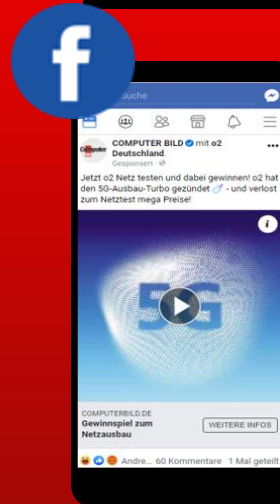 f
Suche
COMPUTER BILD mit o2
Deutschland.
Gesponsert ·
Jetzt o2 Netz testen und dabei gewinnen! o2 hat
den 5G-Ausbau-Turbo gezündet - und verlost
zum Netztest mega Preise!
i
5G
COMPUTERBILD.DE
Gewinnspiel zum
Netzausbau
WEITERE INFOS
Andre... 60 Kommentare 1 Mal geteilt